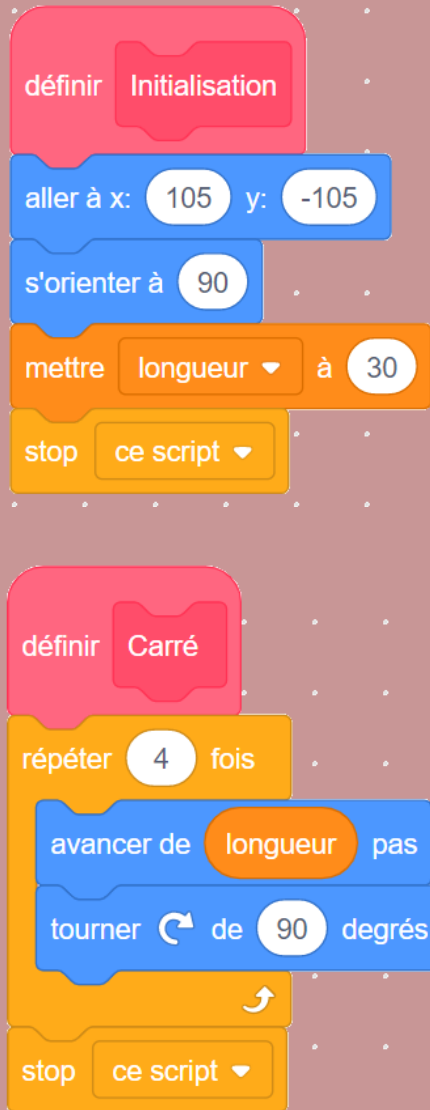 définir Initialisation
aller à x: 105 y: -105
s'orienter à 90
mettre longueur à 30
stop ce script
définir Carré
répéter 4 fois
avancer de longueur pas
tourner de 90 degrés
stop ce script